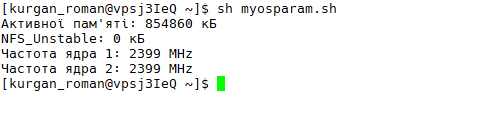 [kurgan_roman@vpsj3IeQ ~]$ sh myosparam.sh
Активної пам'яті: 854860 кБ
NFS_Unstable: 0 кБ
Частота ядра 1: 2399 MHz
Частота ядра 2: 2399 MHz
[kurgan_roman@vpsj3IeQ ~]$